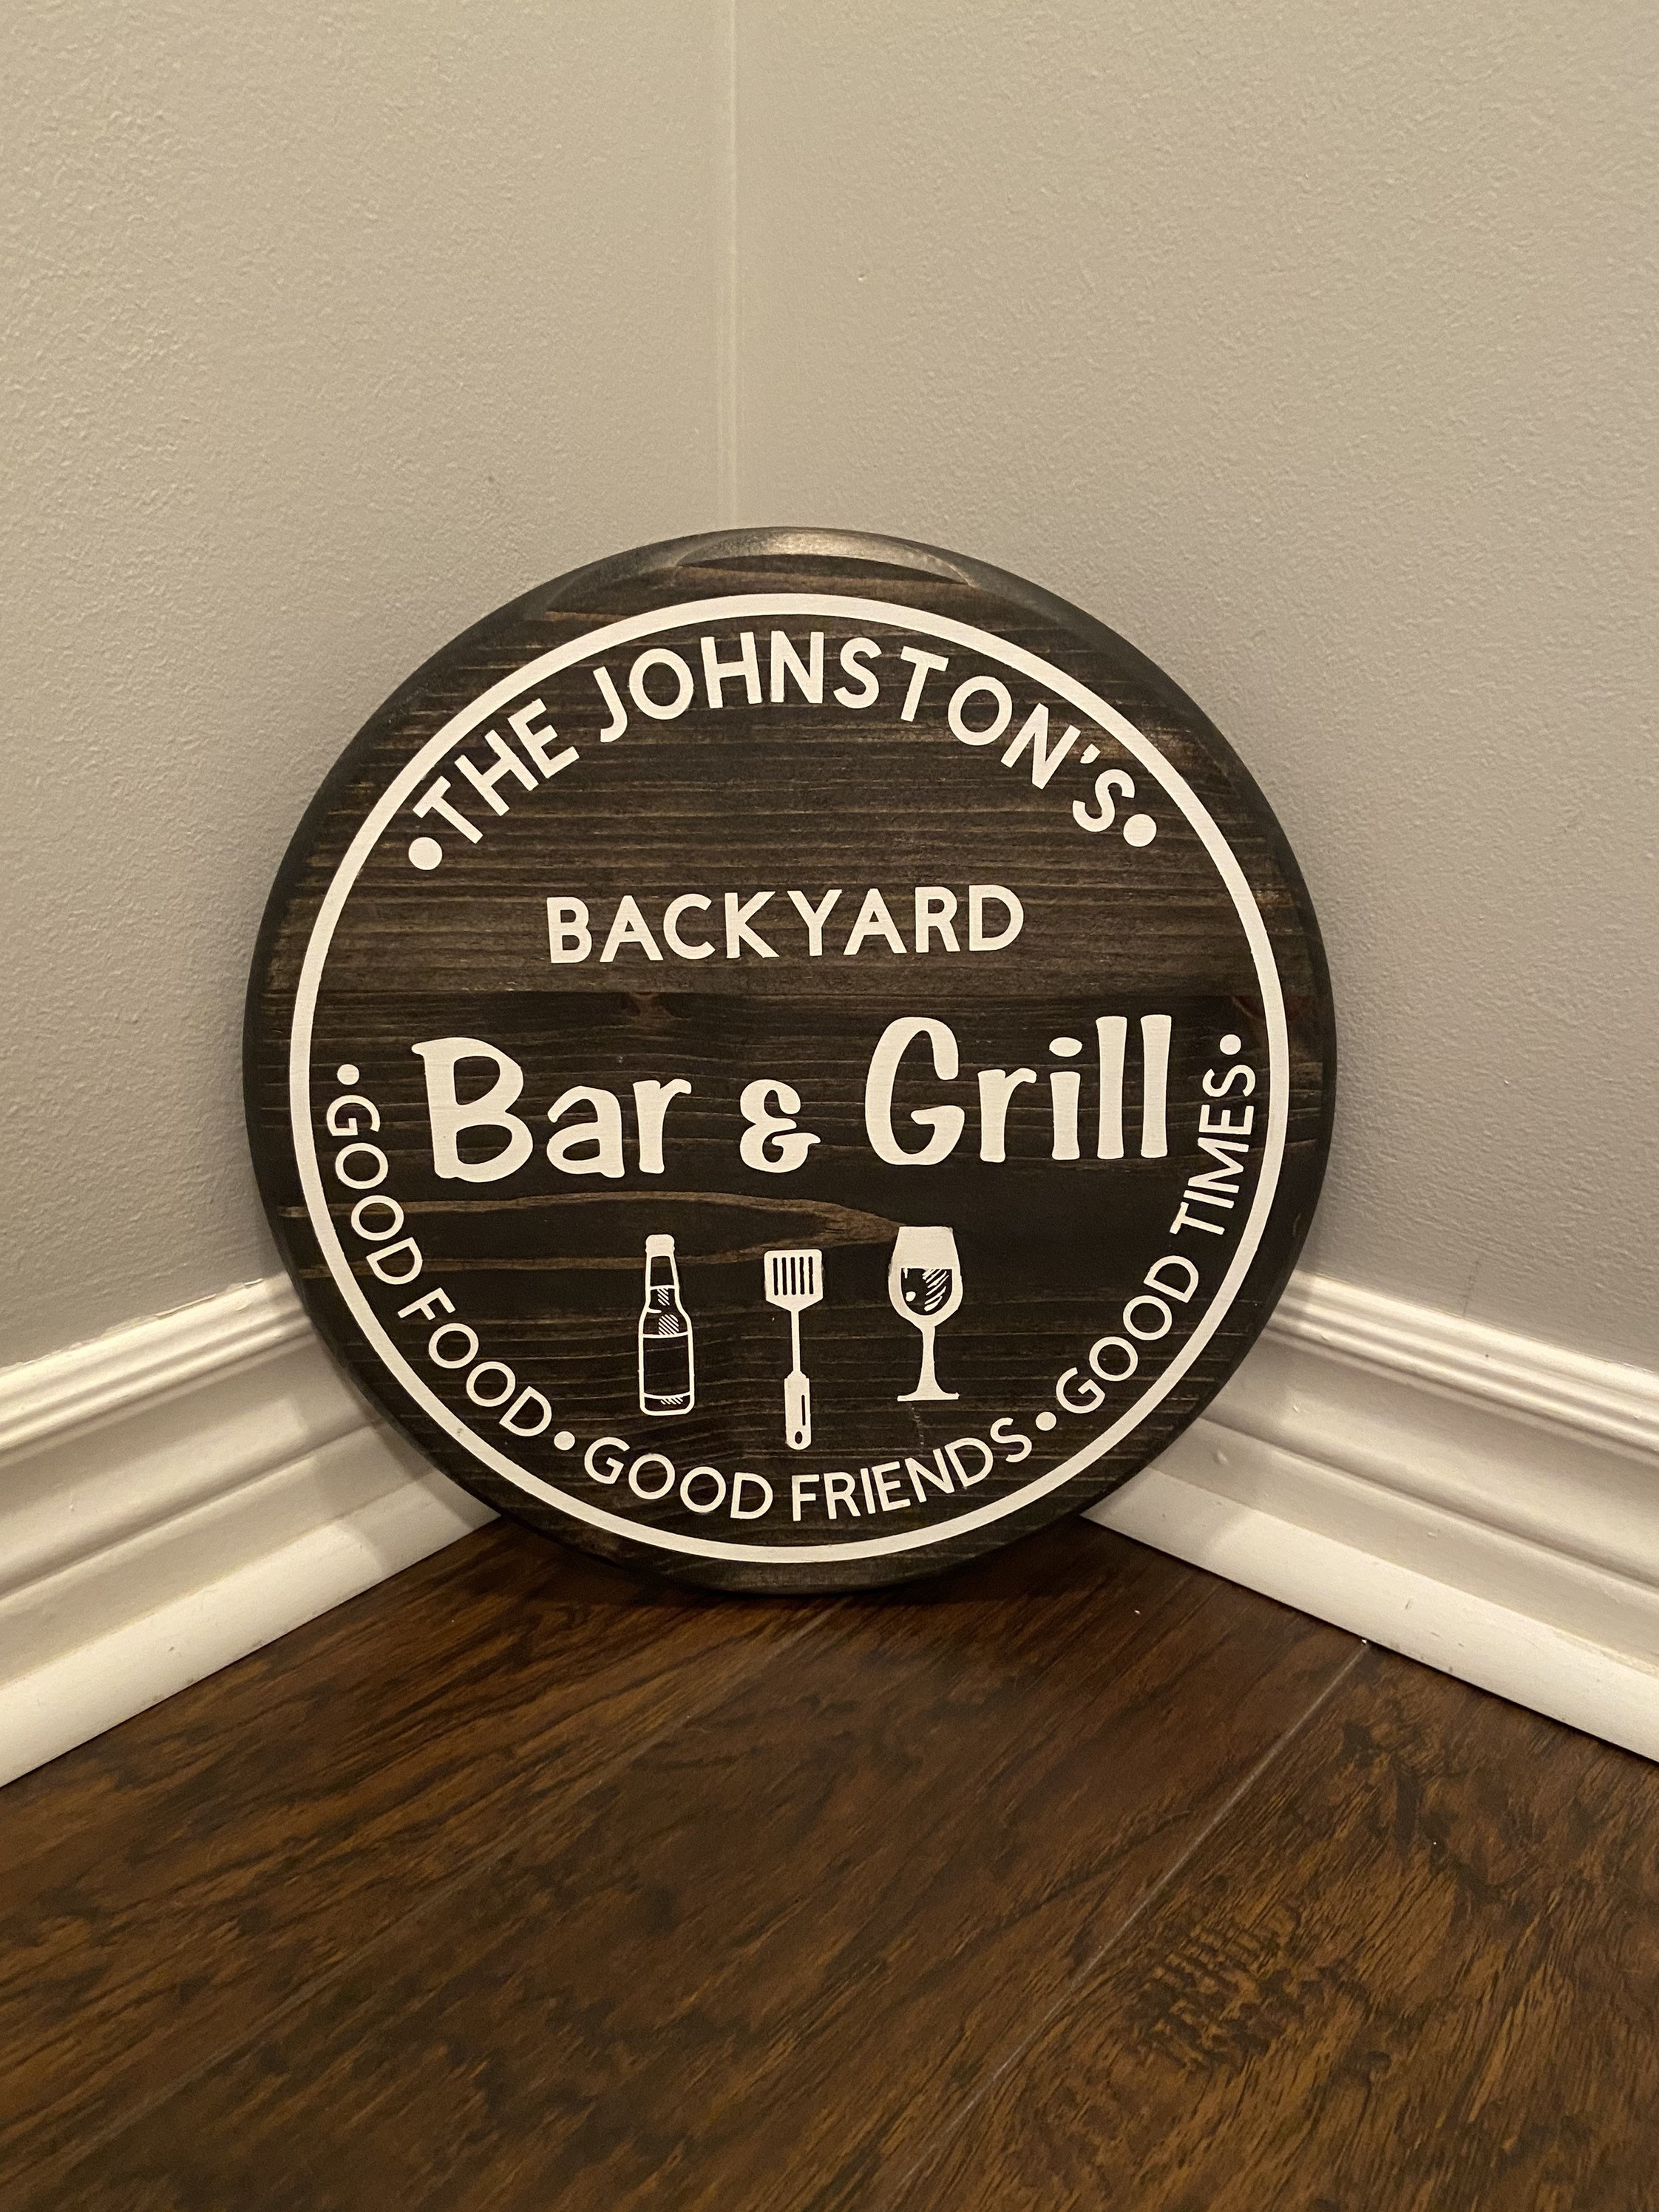 •THE JOHNSTON'S•
BACKYARD
Bar & Grill
•GOOD FOOD•GOOD FRIENDS•GOOD TIMES•